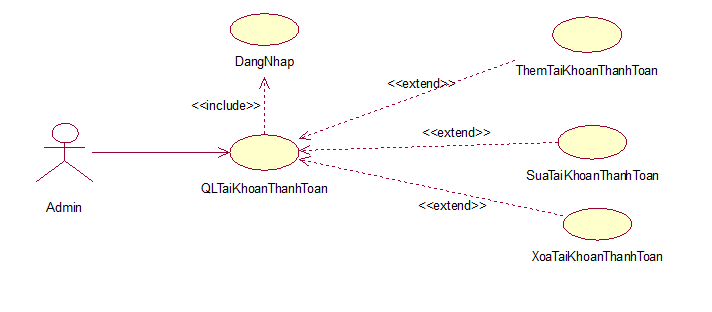 DangNhap
ThemTaiKhoanThanhToan
<<extend>>
<<include>>
<<extend>>
SuaTaiKhoanThanhToan
QLTaiKhoanThanhToan
Admin
<<extend>>
XoaTaiKhoanThanhToan